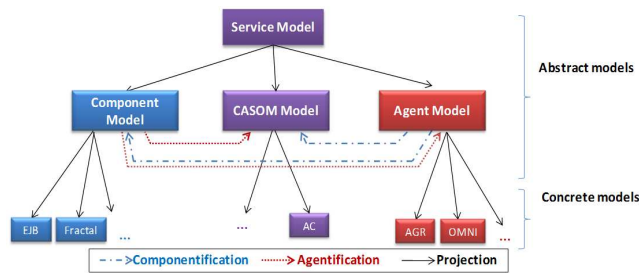 Service Model
Abstract models
Component
Model
CASOM Model
Agent Model
Concrete models
EJB
Fractal
...
...
AC
AGR
OMNI
...
Componentification
Agentification
Projection